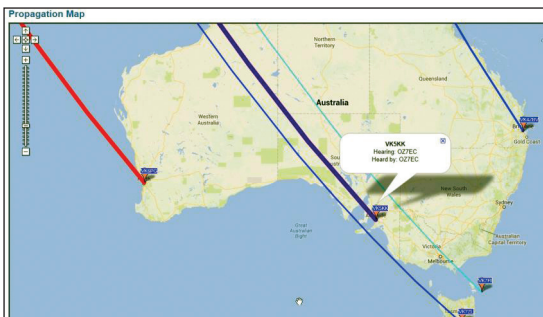 Propagation Map
Northern
Territory
Queensland
Australia
Western
Australia
VK5KK
Hearing: OZ7EC
Heard by: OZ7EC
Gold Coast
New South
Wales
VK5KK
Sydney
Great
Australian
Bight
Australian
Capital Territory
Victoria
Melbourne